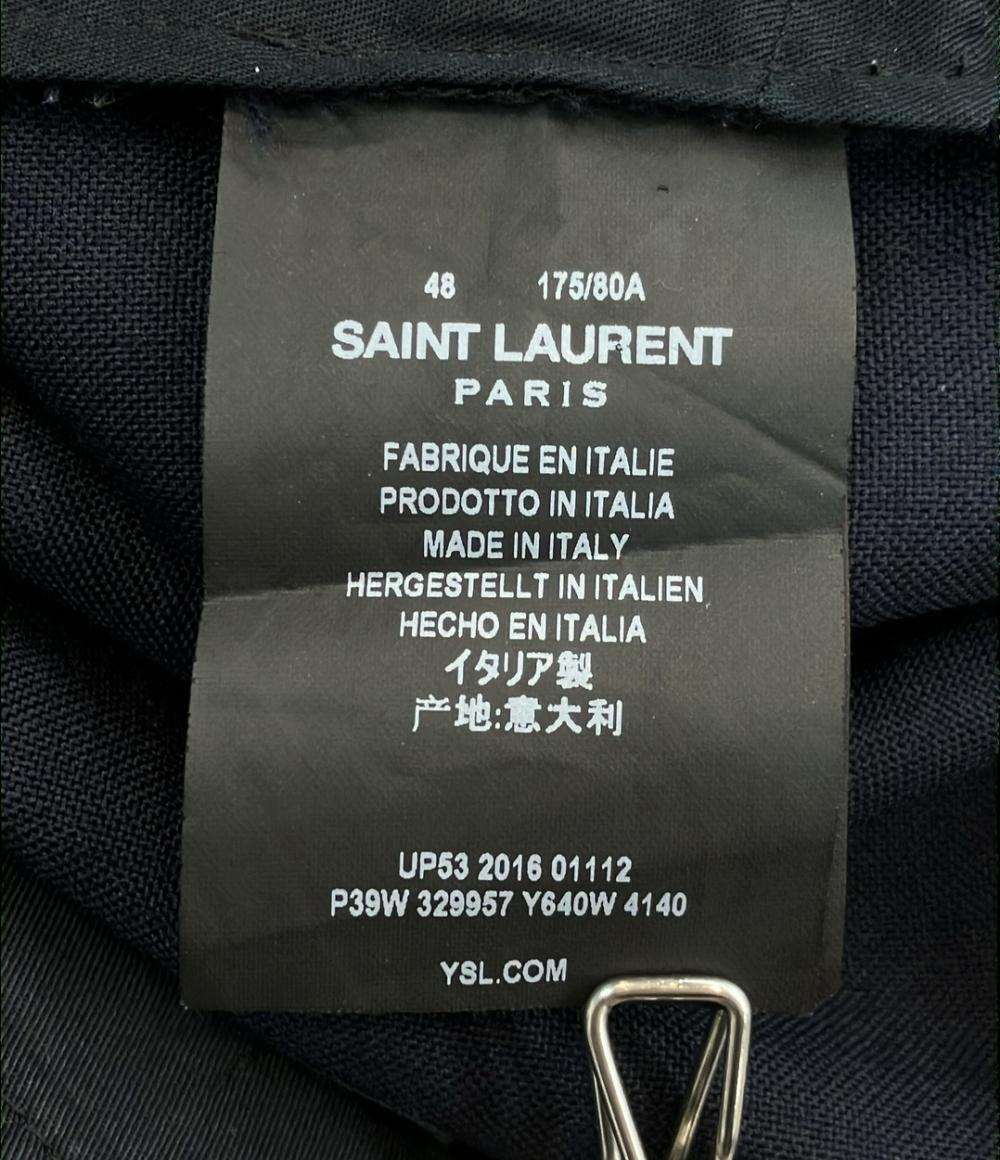 48 175/80A
SAINT LAURENT
PARIS
FABRIQUE EN ITALIE
PRODOTTO IN ITALIA
MADE IN ITALY
HERGESTELLT IN ITALIEN
HECHO EN ITALIA
イタリア製
产地:意大利
UP53 2016 01112
P39W 329957 Y640W 4140
YSL.COM